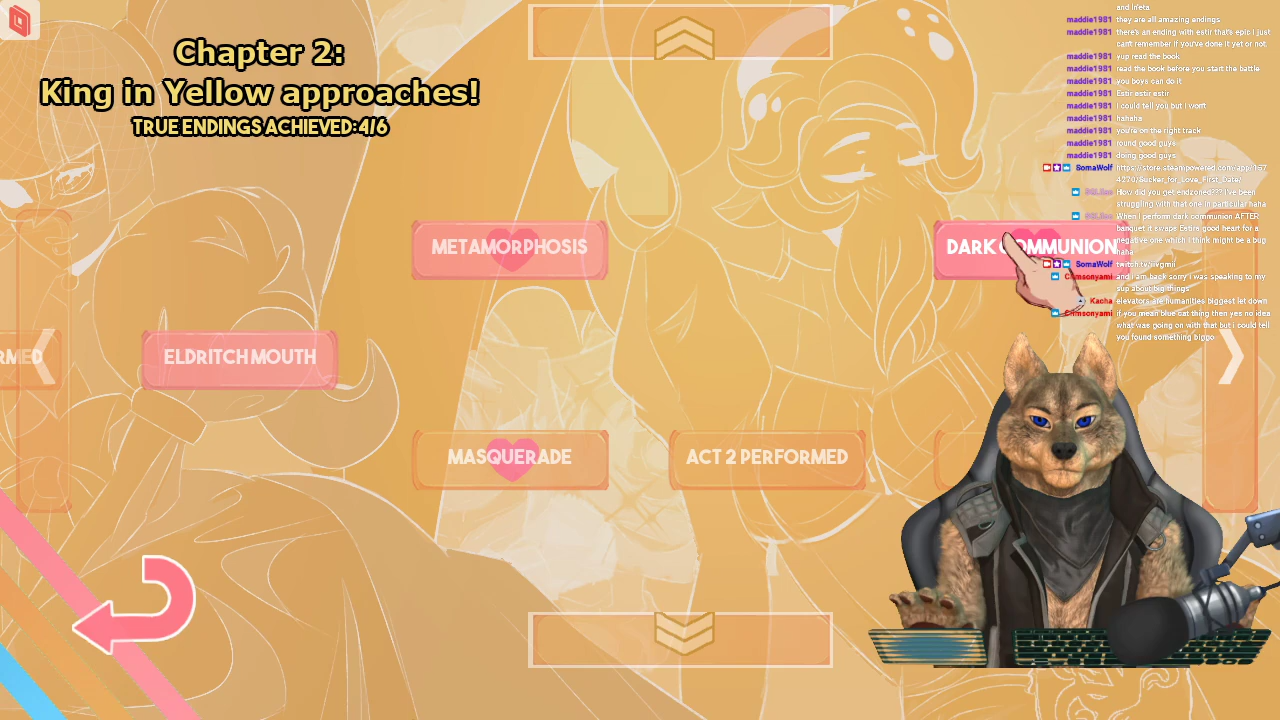 Chapter 2:
King in Yellow approaches!
TRUE ENDINGS ACHIEVED:4/6
METAMORPHOSIS
DARK COMMUNION
RMED
ELDRITCH MOUTH
MASQUERADE
ACT 2 PERFORMED
and In'eta
maddie1981 they are all amazing endings
maddie1981 there's an ending with estir that's epic I just
can't remember if you've done it yet or not.
maddie1981 yup read the book
maddie1981 read the book before you start the battle
maddie1981 you boys can do it
maddie1981 Estir estir estir
maddie1981 I could tell you but I won't
maddie1981 hahaha
maddie1981 you're on the right track
maddie1981 round good guys
maddie1981 doing good guys
SomaWolf https://store.steampowered.com/app/157
4270/Sucker_for_Love_First_Date/
How did you get endzoned??? I've been
struggling with that one in particular haha
When I perform dark communion AFTER
banquet it swaps Estirs good heart for a
negative one which I think might be a bug
haha
SomaWolf
Crimsonyami and i am back sorry i was speaking to my
sup about big things
Kacha elevators are humanities biggest let down
Crimsonyami if you mean blue cat thing then yes no idea
what was going on with that but i could tell
you found something biggo